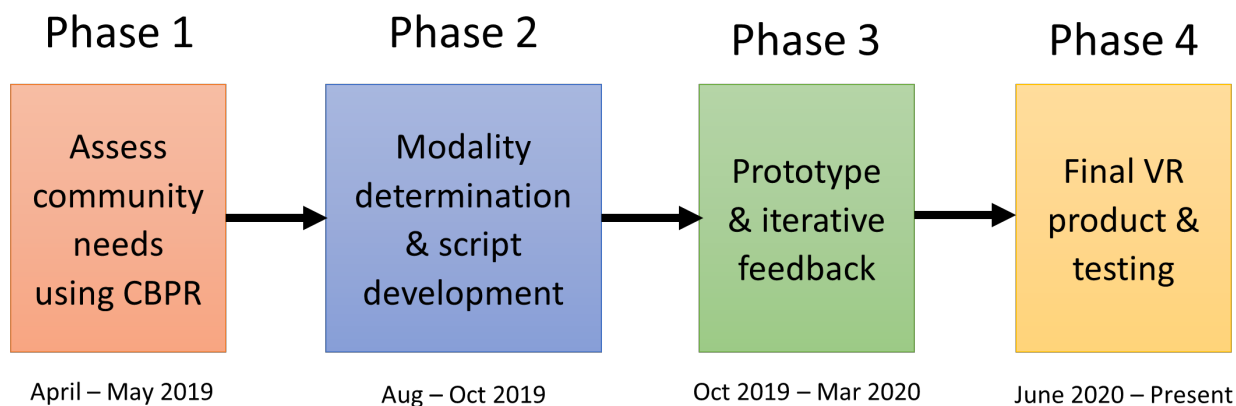 Phase 1
Phase 2
Phase 3
Phase 4
Assess
community
needs
using CBPR
Modality
determination
& script
development
Prototype
& iterative
feedback
Final VR
product &
testing
April – May 2019
Aug – Oct 2019
Oct 2019 – Mar 2020
June 2020 – Present